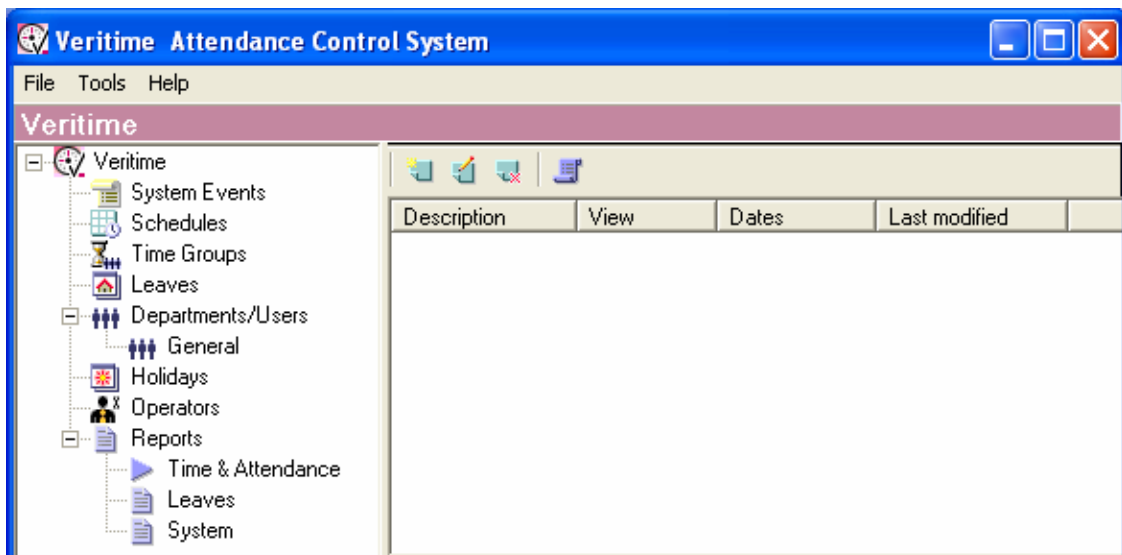 Veritime Attendance Control System
File Tools Help
Veritime
Veritime
System Events
Schedules
Time Groups
Leaves
Departments/Users
General
Holidays
Operators
Reports
Time & Attendance
Leaves
System
Description View Dates Last modified